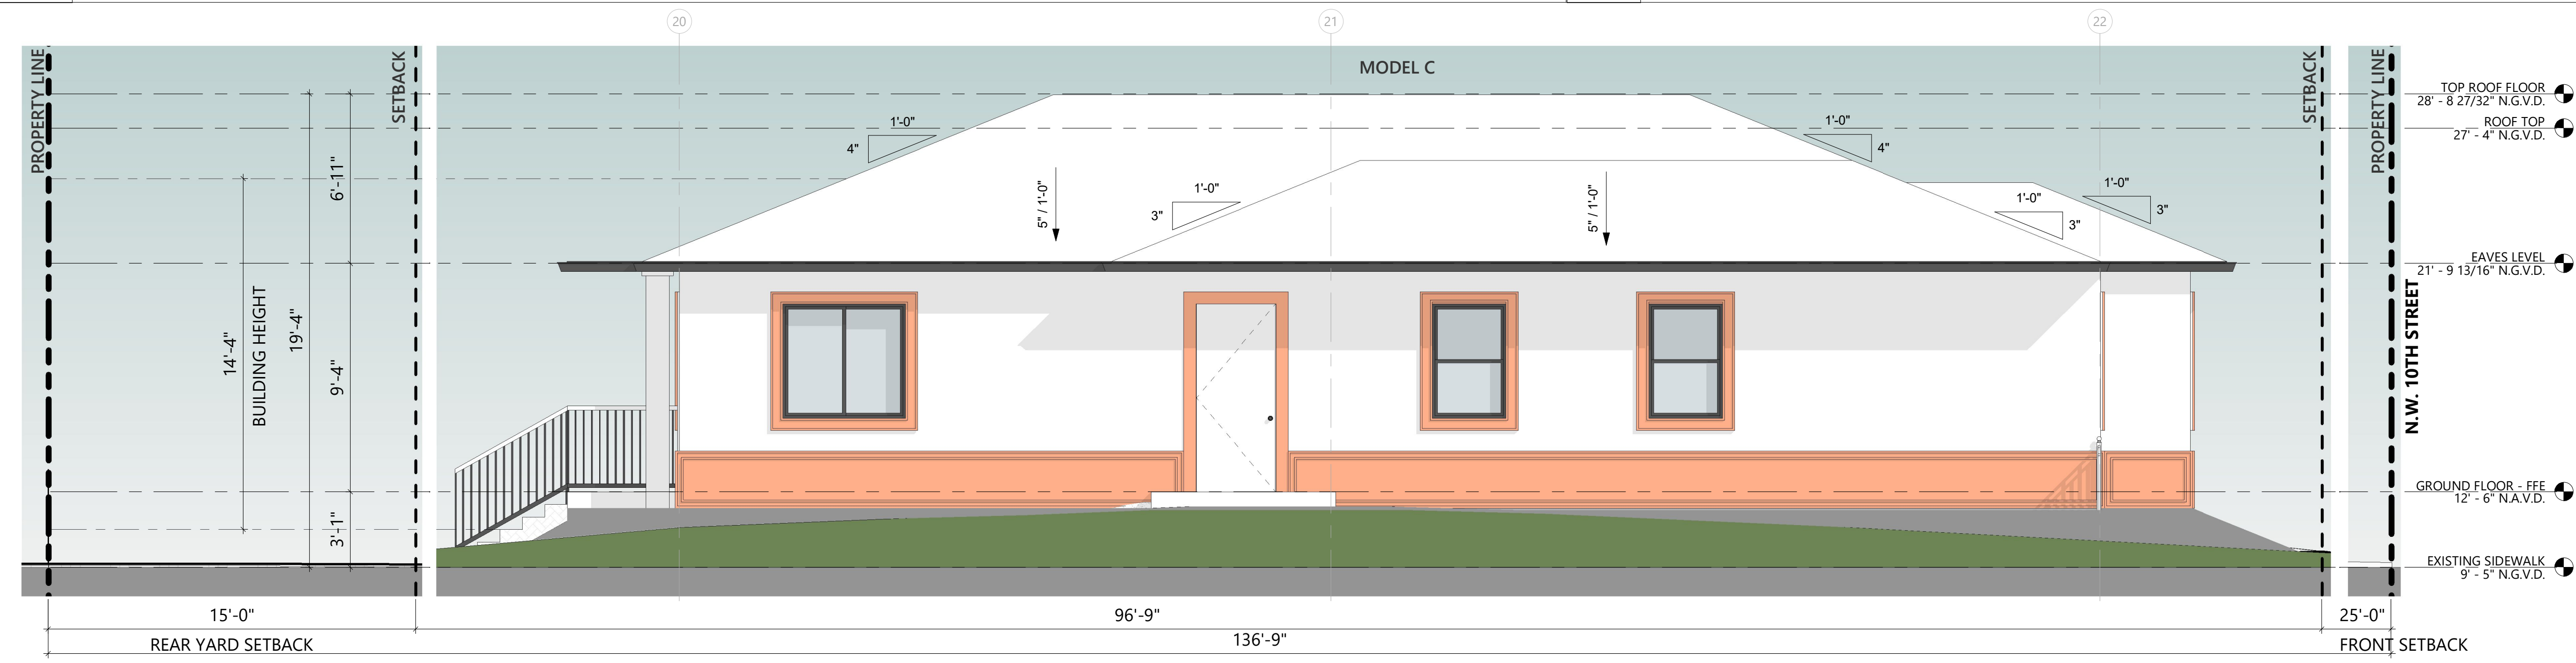 20
21
22
MODEL C
PROPERTY LINE
SETBACK
SETBACK
PROPERTY LINE
TOP ROOF FLOOR
28' - 8 27/32" N.G.V.D.
ROOF TOP
27' - 4" N.G.V.D.
1'-0"
4"
1'-0"
4"
6'-11"
5" / 1'-0"
1'-0"
3"
5" / 1'-0"
1'-0"
3"
1'-0"
3"
EAVES LEVEL
21' - 9 13/16" N.G.V.D.
14'-4"
BUILDING HEIGHT
19'-4"
9'-4"
N.W. 10TH STREET
GROUND FLOOR - FFE
12' - 6" N.A.V.D.
3'-1"
EXISTING SIDEWALK
9' - 5" N.G.V.D.
15'-0"
96'-9"
25'-0"
REAR YARD SETBACK
136'-9"
FRONT SETBACK